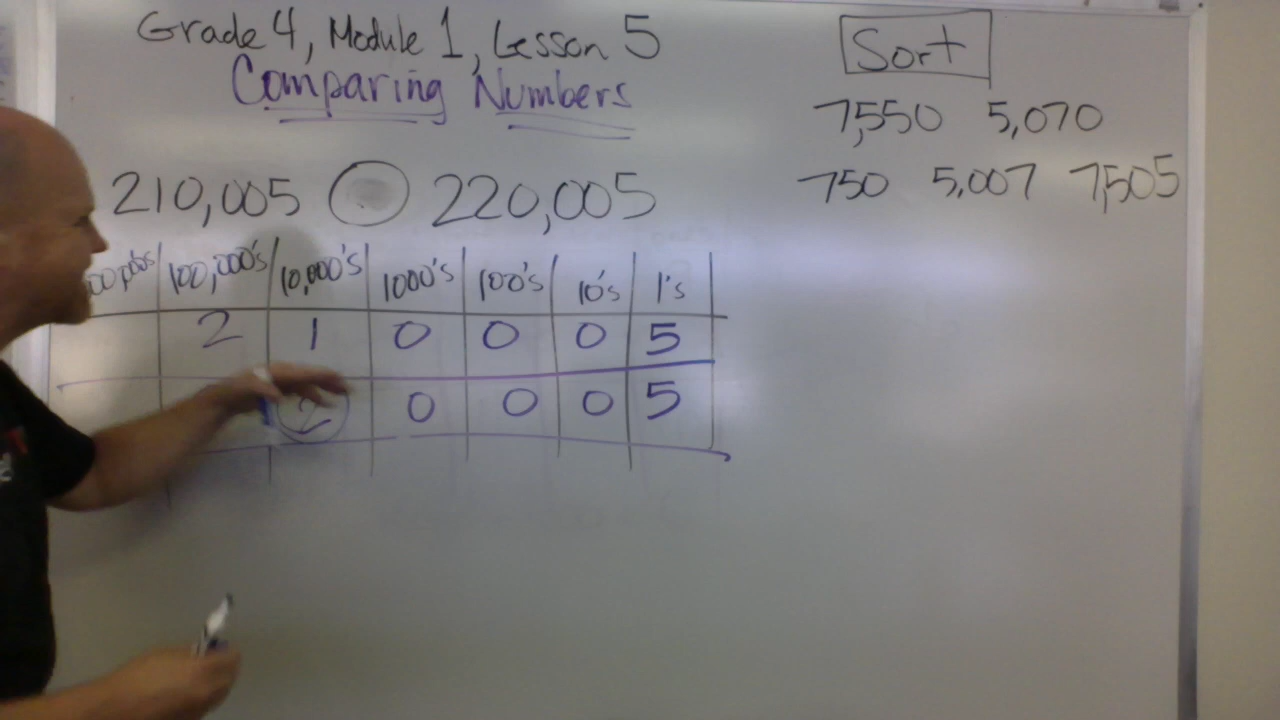 Grade 4, Module 1, Lesson 5
Comparing Numbers
210,005 220,005
100,000's 10,000's 1000's 100's 10's 1's
2 1 0 0 0 5
2 0 0 0 5
Sort
7,550 5,070
750 5,007 7,505